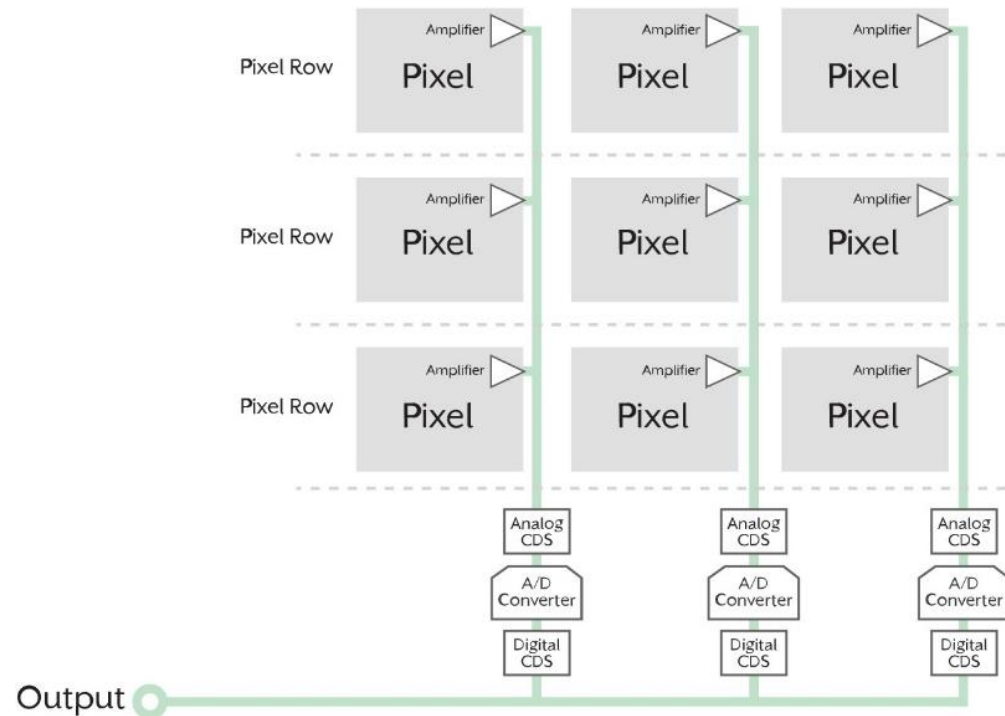 Amplifier Amplifier Amplifier
Pixel Row Pixel Pixel Pixel
Amplifier Amplifier Amplifier
Pixel Row Pixel Pixel Pixel
Amplifier Amplifier Amplifier
Pixel Row Pixel Pixel Pixel
Analog Analog Analog
CDS CDS CDS
A/D A/D A/D
Converter Converter Converter
Digital Digital Digital
CDS CDS CDS
Output